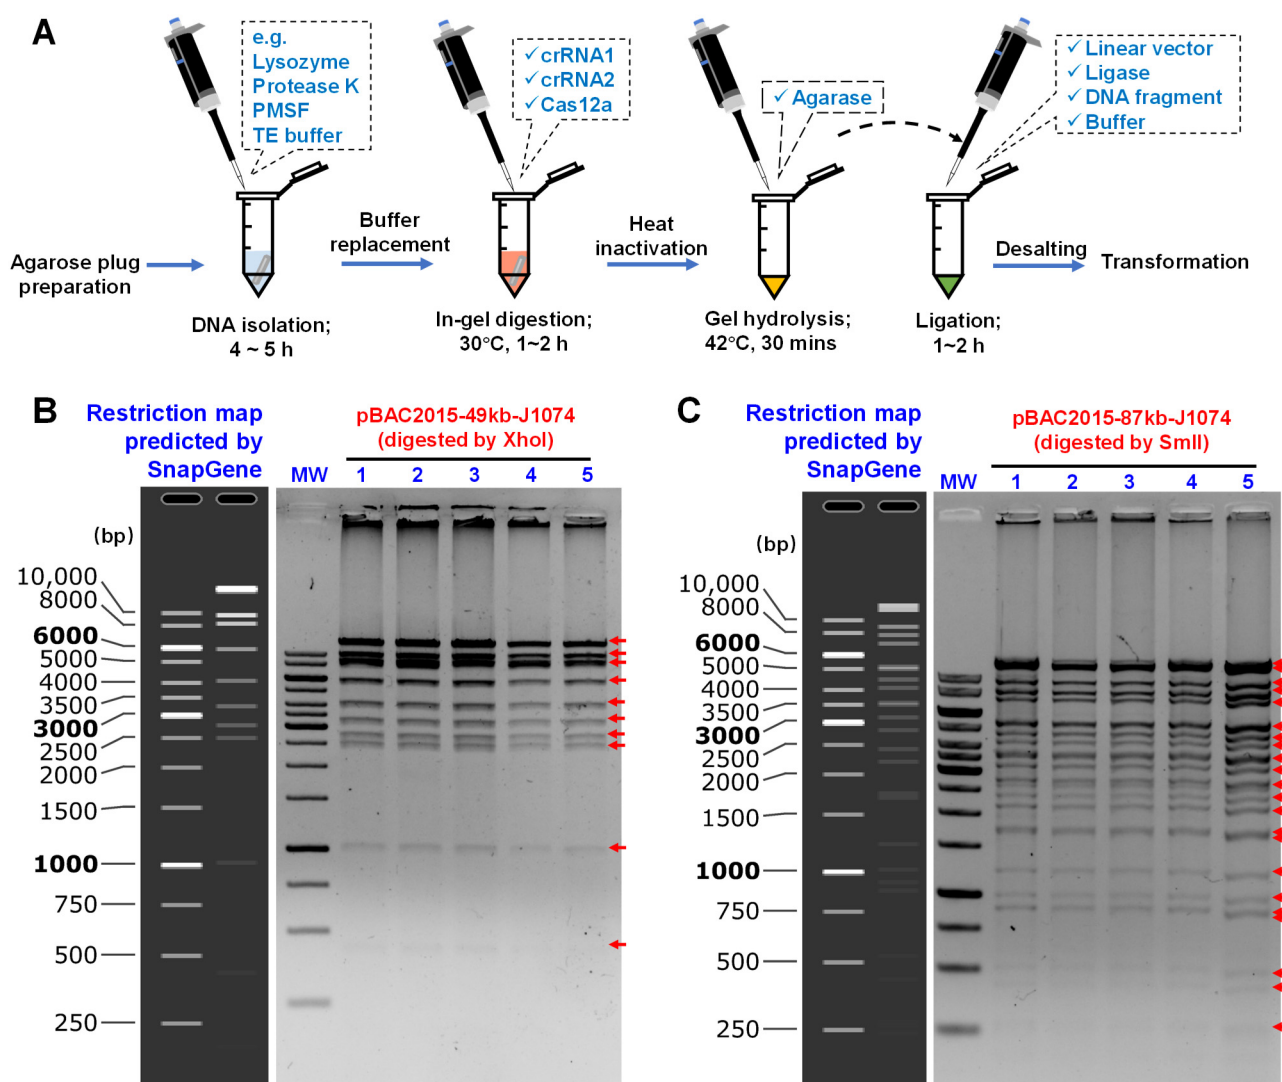 A
e.g.
Lysozyme
Protease K
PMSF
TE buffer
✓crRNA1
✓crRNA2
✓Cas12a
✓Agarase
✓Linear vector
✓Ligase
✓DNA fragment
✓Buffer
Agarose plug
preparation
Buffer
replacement
Heat
inactivation
Desalting
Transformation
DNA isolation;
4 ~ 5 h
In-gel digestion;
30°C, 1~2 h
Gel hydrolysis;
42°C, 30 mins
Ligation;
1~2 h
B
Restriction map
predicted by
SnapGene
pBAC2015-49kb-J1074
(digested by XhoI)
MW 1 2 3 4 5
(bp)
10,000
8000
6000
5000
4000
3500
3000
2500
2000
1500
1000
750
500
250
C
Restriction map
predicted by
SnapGene
pBAC2015-87kb-J1074
(digested by SmlI)
MW 1 2 3 4 5
(bp)
10,000
8000
6000
5000
4000
3500
3000
2500
2000
1500
1000
750
500
250